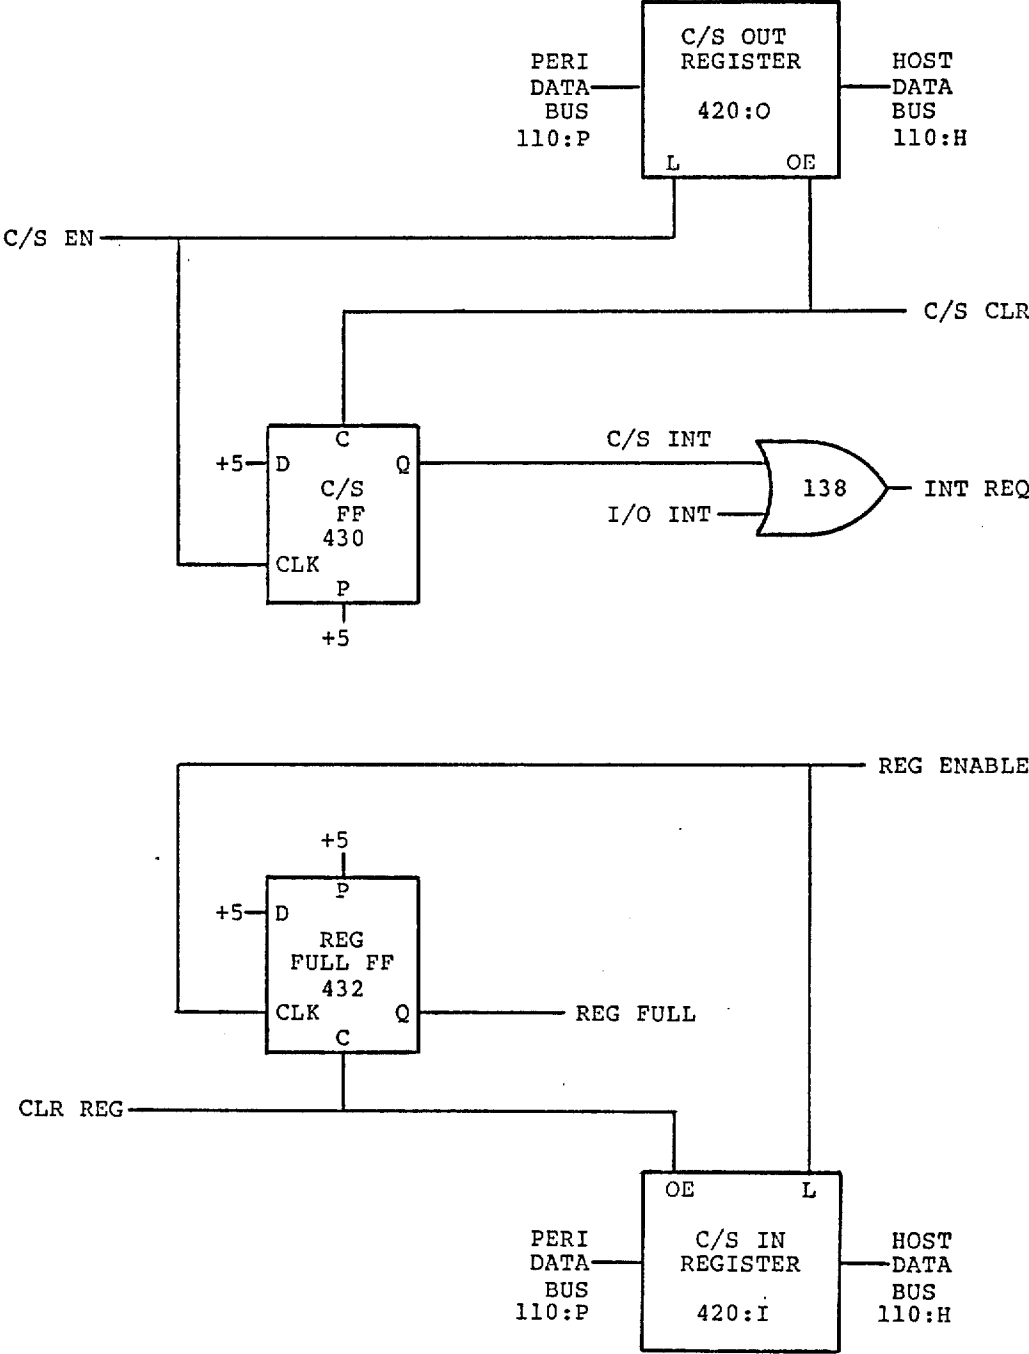 C/S OUT
REGISTER
420:O
L OE
PERI
DATA
BUS
110:P
HOST
DATA
BUS
110:H
C/S EN
C/S CLR
C
+5 D Q
C/S
FF
430
CLK
P
+5
C/S INT
I/O INT
138
INT REQ
REG ENABLE
+5
P
+5 D
REG
FULL FF
432
CLK Q
C
REG FULL
CLR REG
OE L
C/S IN
REGISTER
420:I
PERI
DATA
BUS
110:P
HOST
DATA
BUS
110:H